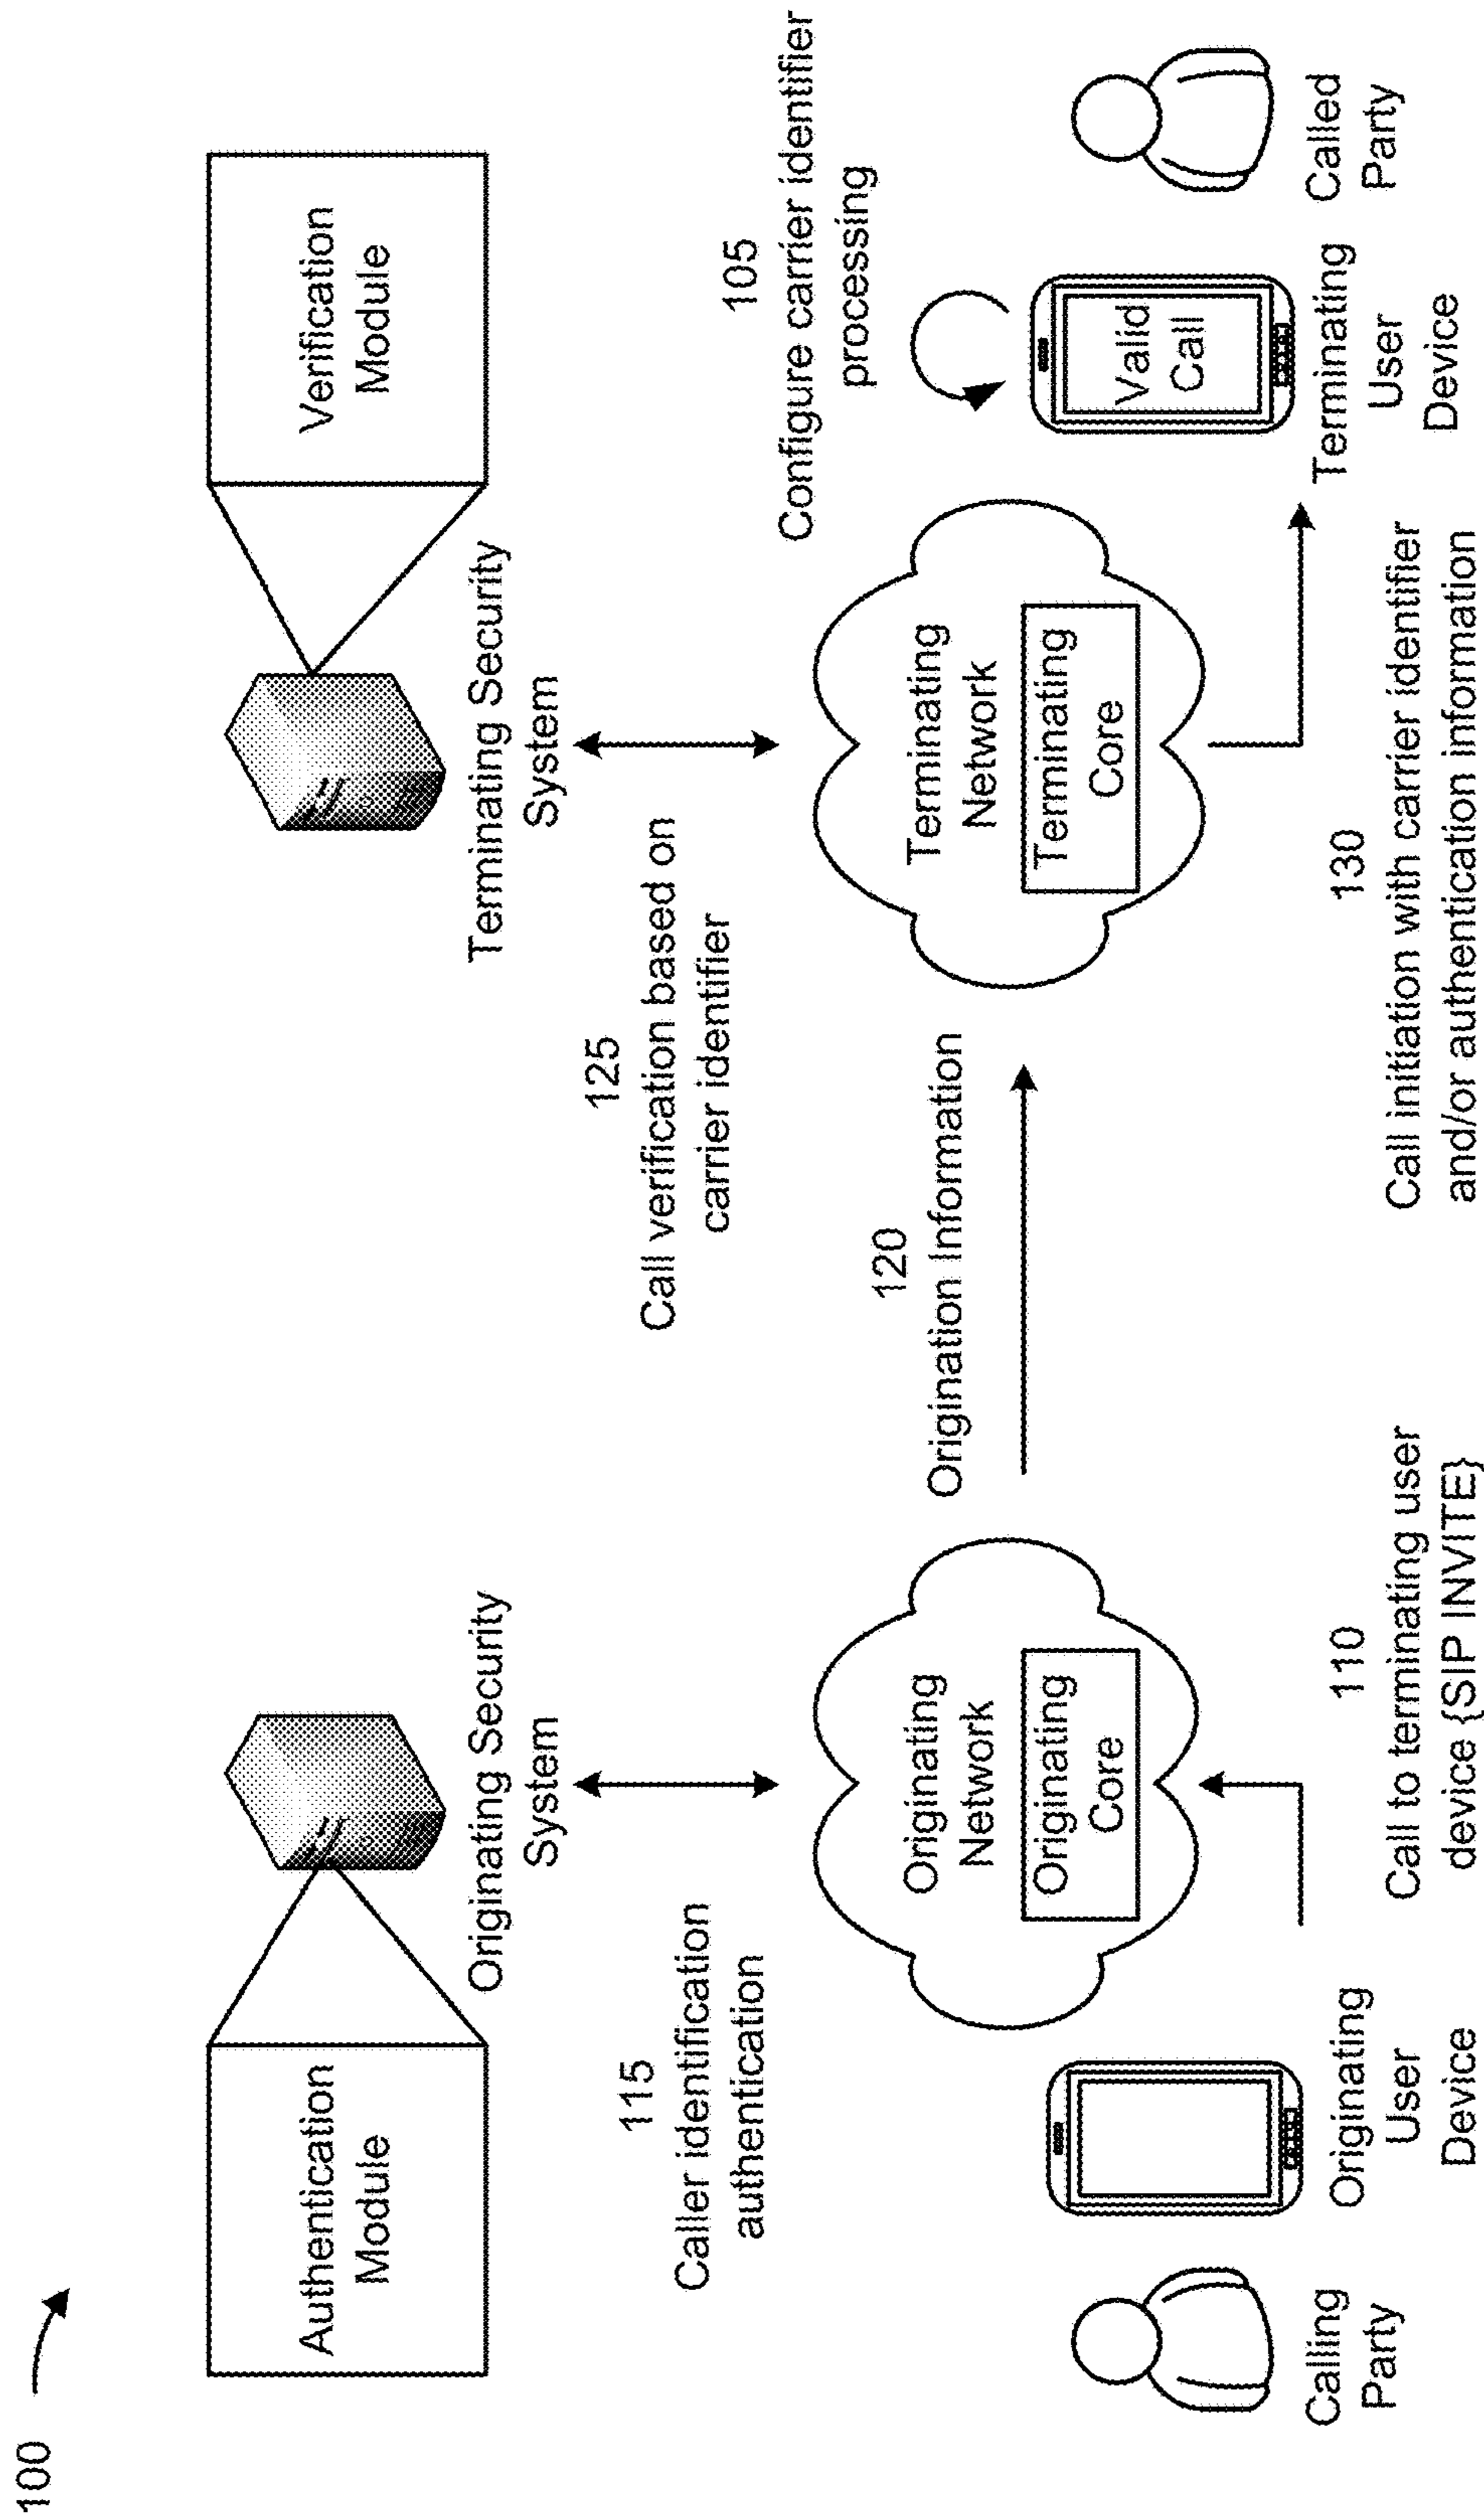 100
Authentication
Module
Originating Security
System
115
Caller identification
authentication
Originating
Network
Originating
Core
Calling
Party
Originating
User
Device
110
Call to terminating user
device {SIP INVITE}
120
Origination Information
Verification
Module
Terminating Security
System
125
Call verification based on
carrier identifier
Terminating
Network
Terminating
Core
130
Call initiation with carrier identifier
and/or authentication information
105
Configure carrier identifier
processing
Valid
Call
Terminating
User
Device
Called
Party